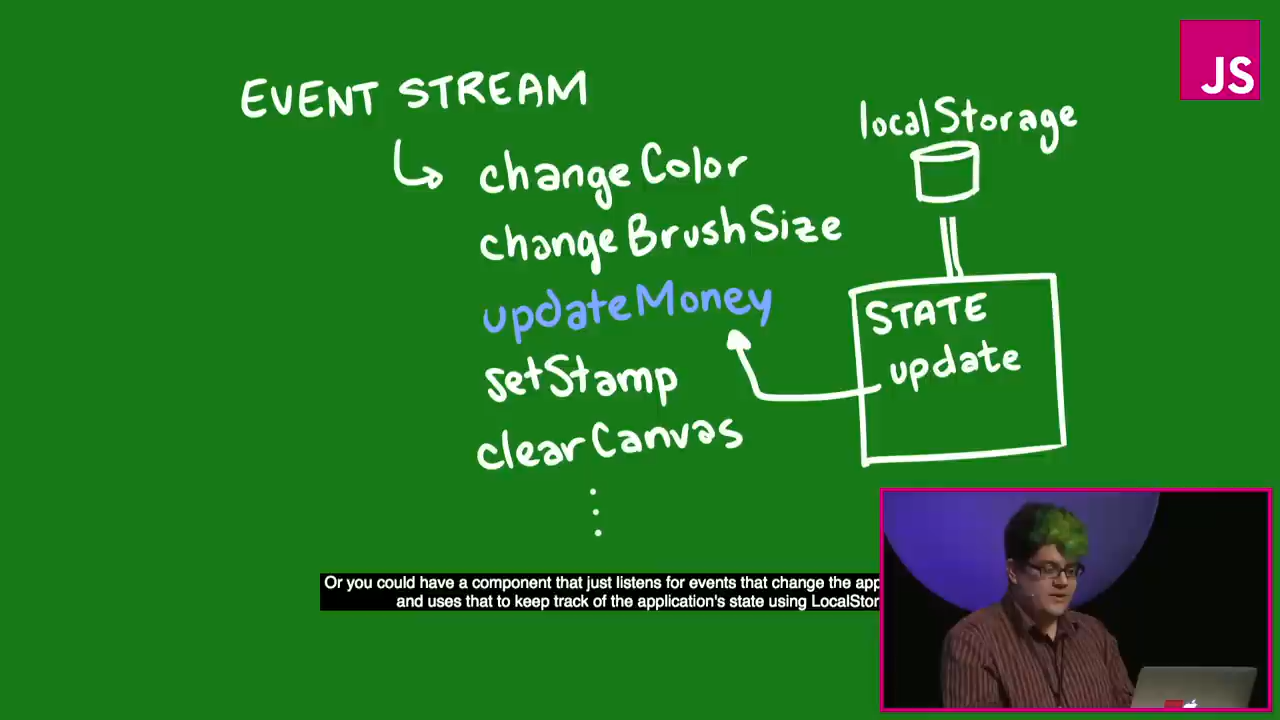 EVENT STREAM
changeColor
changeBrushSize
updateMoney
setStamp
clearCanvas
localStorage
STATE
update
JS
Or you could have a component that just listens for events that change the app
and uses that to keep track of the application's state using LocalStor